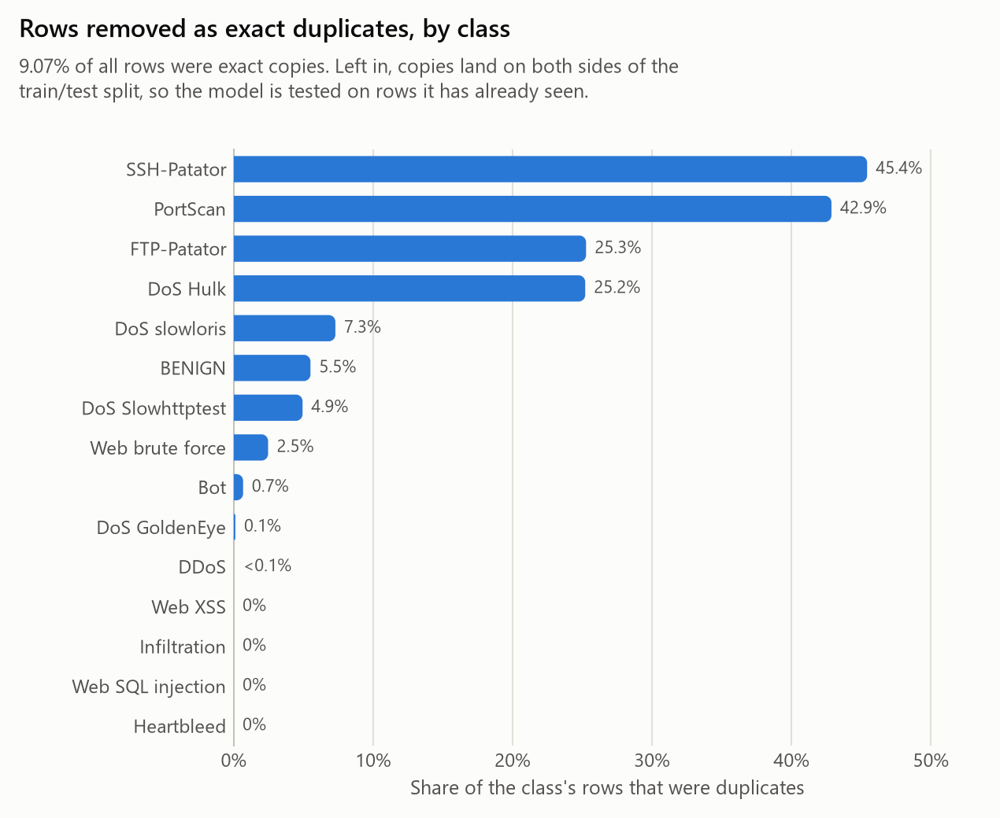 Rows removed as exact duplicates, by class
9.07% of all rows were exact copies. Left in, copies land on both sides of the
train/test split, so the model is tested on rows it has already seen.
SSH-Patator 45.4%
PortScan 42.9%
FTP-Patator 25.3%
DoS Hulk 25.2%
DoS slowloris 7.3%
BENIGN 5.5%
DoS Slowhttptest 4.9%
Web brute force 2.5%
Bot 0.7%
DoS GoldenEye 0.1%
DDoS <0.1%
Web XSS 0%
Infiltration 0%
Web SQL injection 0%
Heartbleed 0%
0% 10% 20% 30% 40% 50%
Share of the class's rows that were duplicates